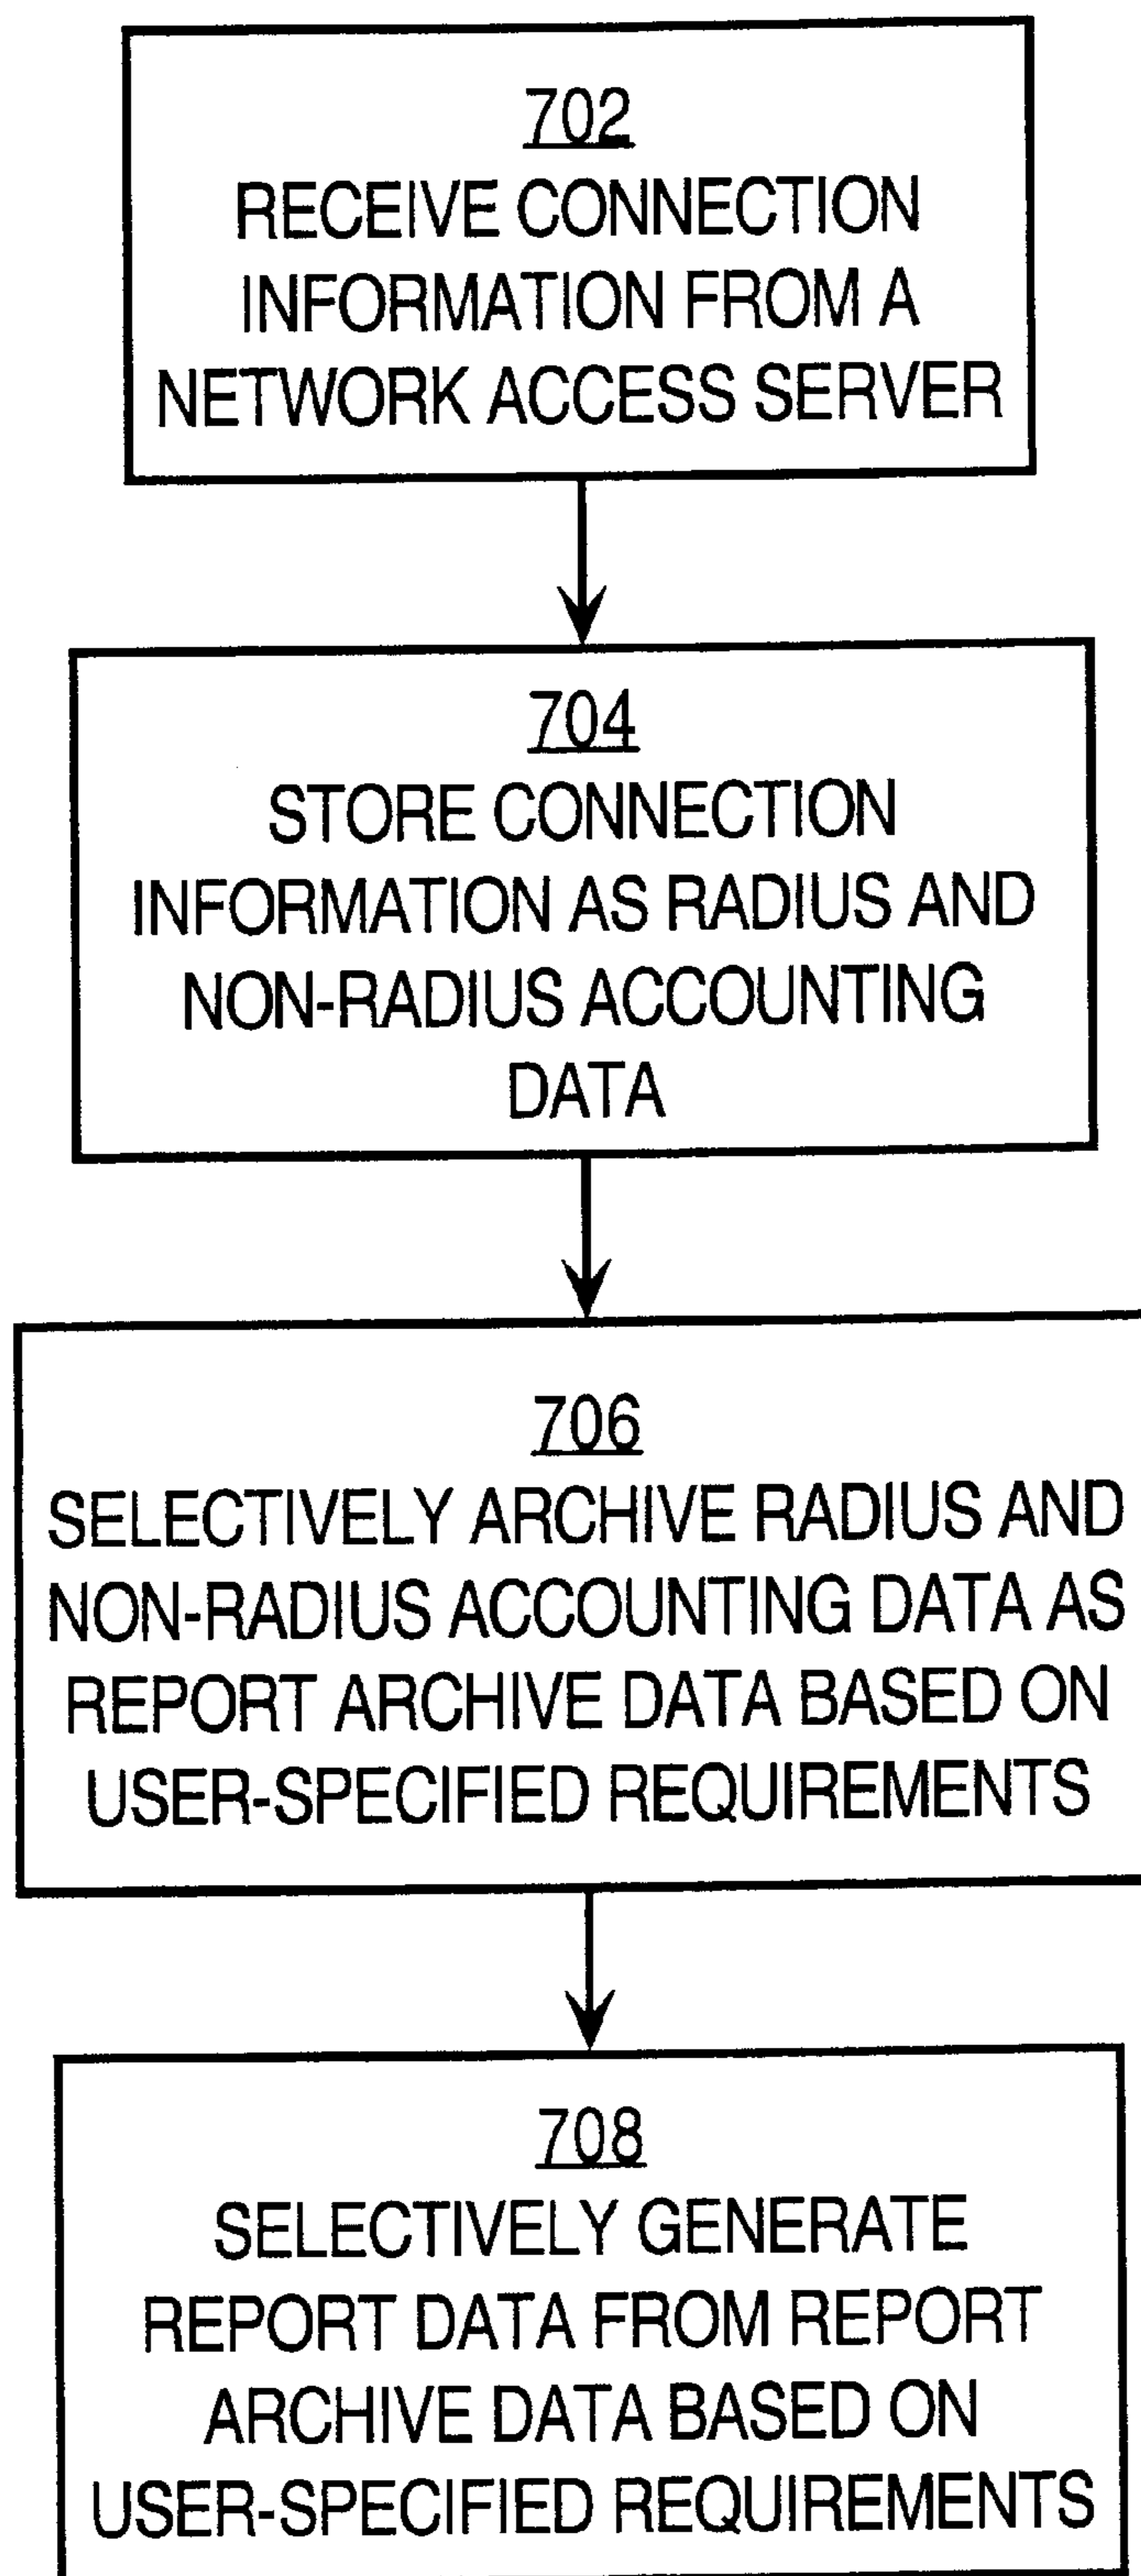 702
RECEIVE CONNECTION
INFORMATION FROM A
NETWORK ACCESS SERVER
704
STORE CONNECTION
INFORMATION AS RADIUS AND
NON-RADIUS ACCOUNTING
DATA
706
SELECTIVELY ARCHIVE RADIUS AND
NON-RADIUS ACCOUNTING DATA AS
REPORT ARCHIVE DATA BASED ON
USER-SPECIFIED REQUIREMENTS
708
SELECTIVELY GENERATE
REPORT DATA FROM REPORT
ARCHIVE DATA BASED ON
USER-SPECIFIED REQUIREMENTS